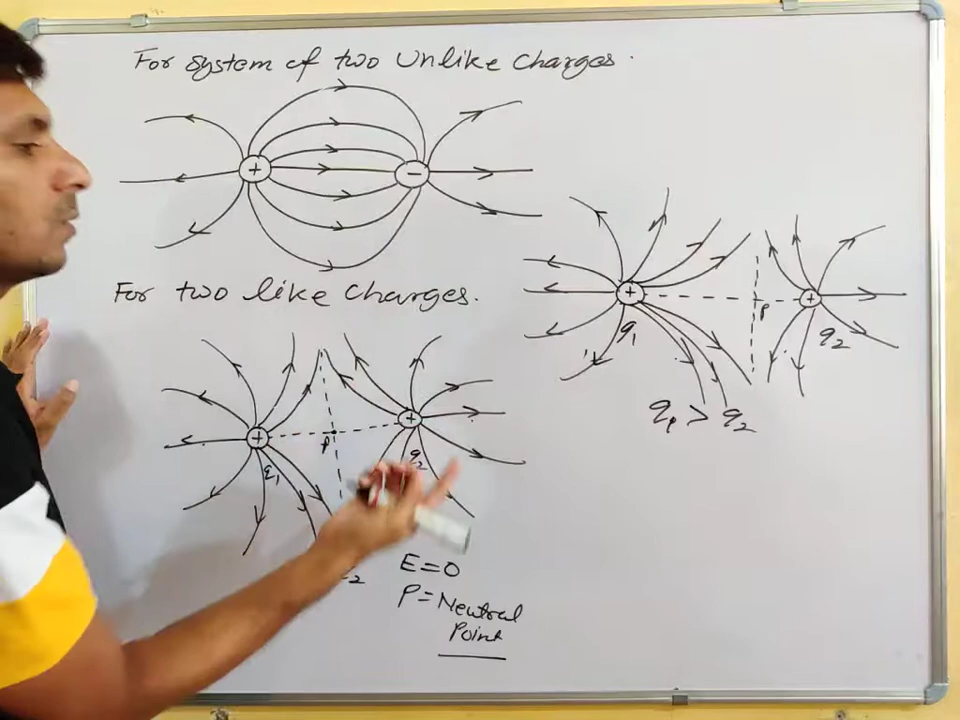 For system of two Unlike Charges.
+
-
For two like Charges.
+
+
P
q1
q2
2
E=0
P= Neutral
Point
+
+
P
q1
q2
q1 > q2